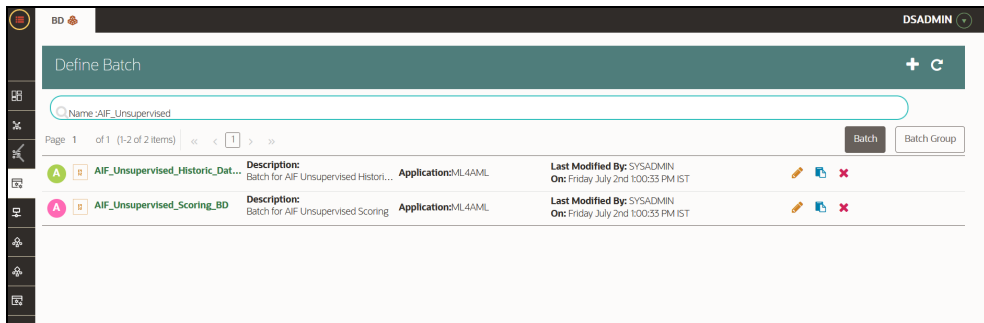 BD
DSADMIN
Define Batch
Name :AIF_Unsupervised
Page 1 of 1 (1-2 of 2 items) « < 1 > »
Batch
Batch Group
A AIF_Unsupervised_Historic_Dat... Description: Application:ML4AML Last Modified By: SYSADMIN
Batch for AIF Unsupervised Histori... On: Friday July 2nd 1:00:33 PM IST
A AIF_Unsupervised_Scoring_BD Description: Application:ML4AML Last Modified By: SYSADMIN
Batch for AIF Unsupervised Scoring On: Friday July 2nd 1:00:33 PM IST